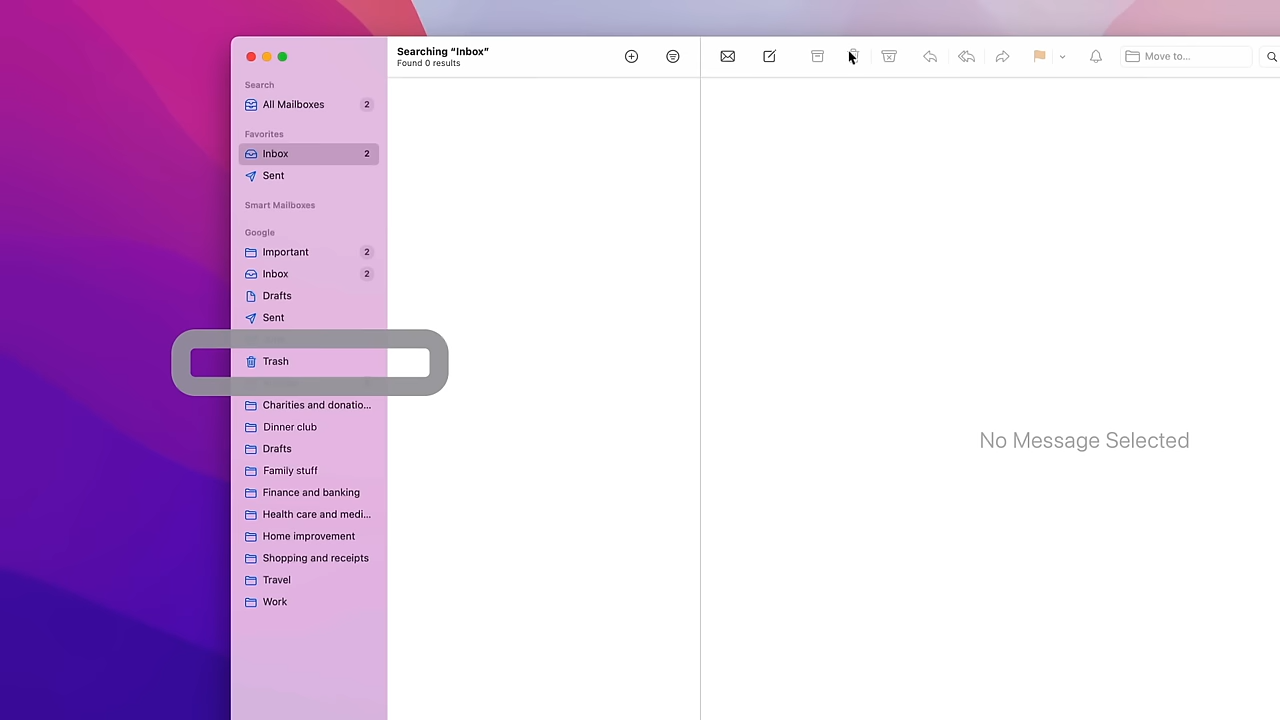 Searching “Inbox”
Found 0 results
Move to...
Search
All Mailboxes 2
Favorites
Inbox 2
Sent
Smart Mailboxes
Google
Important 2
Inbox 2
Drafts
Sent
Trash
Charities and donatio...
Dinner club
Drafts
Family stuff
Finance and banking
Health care and medi...
Home improvement
Shopping and receipts
Travel
Work
No Message Selected